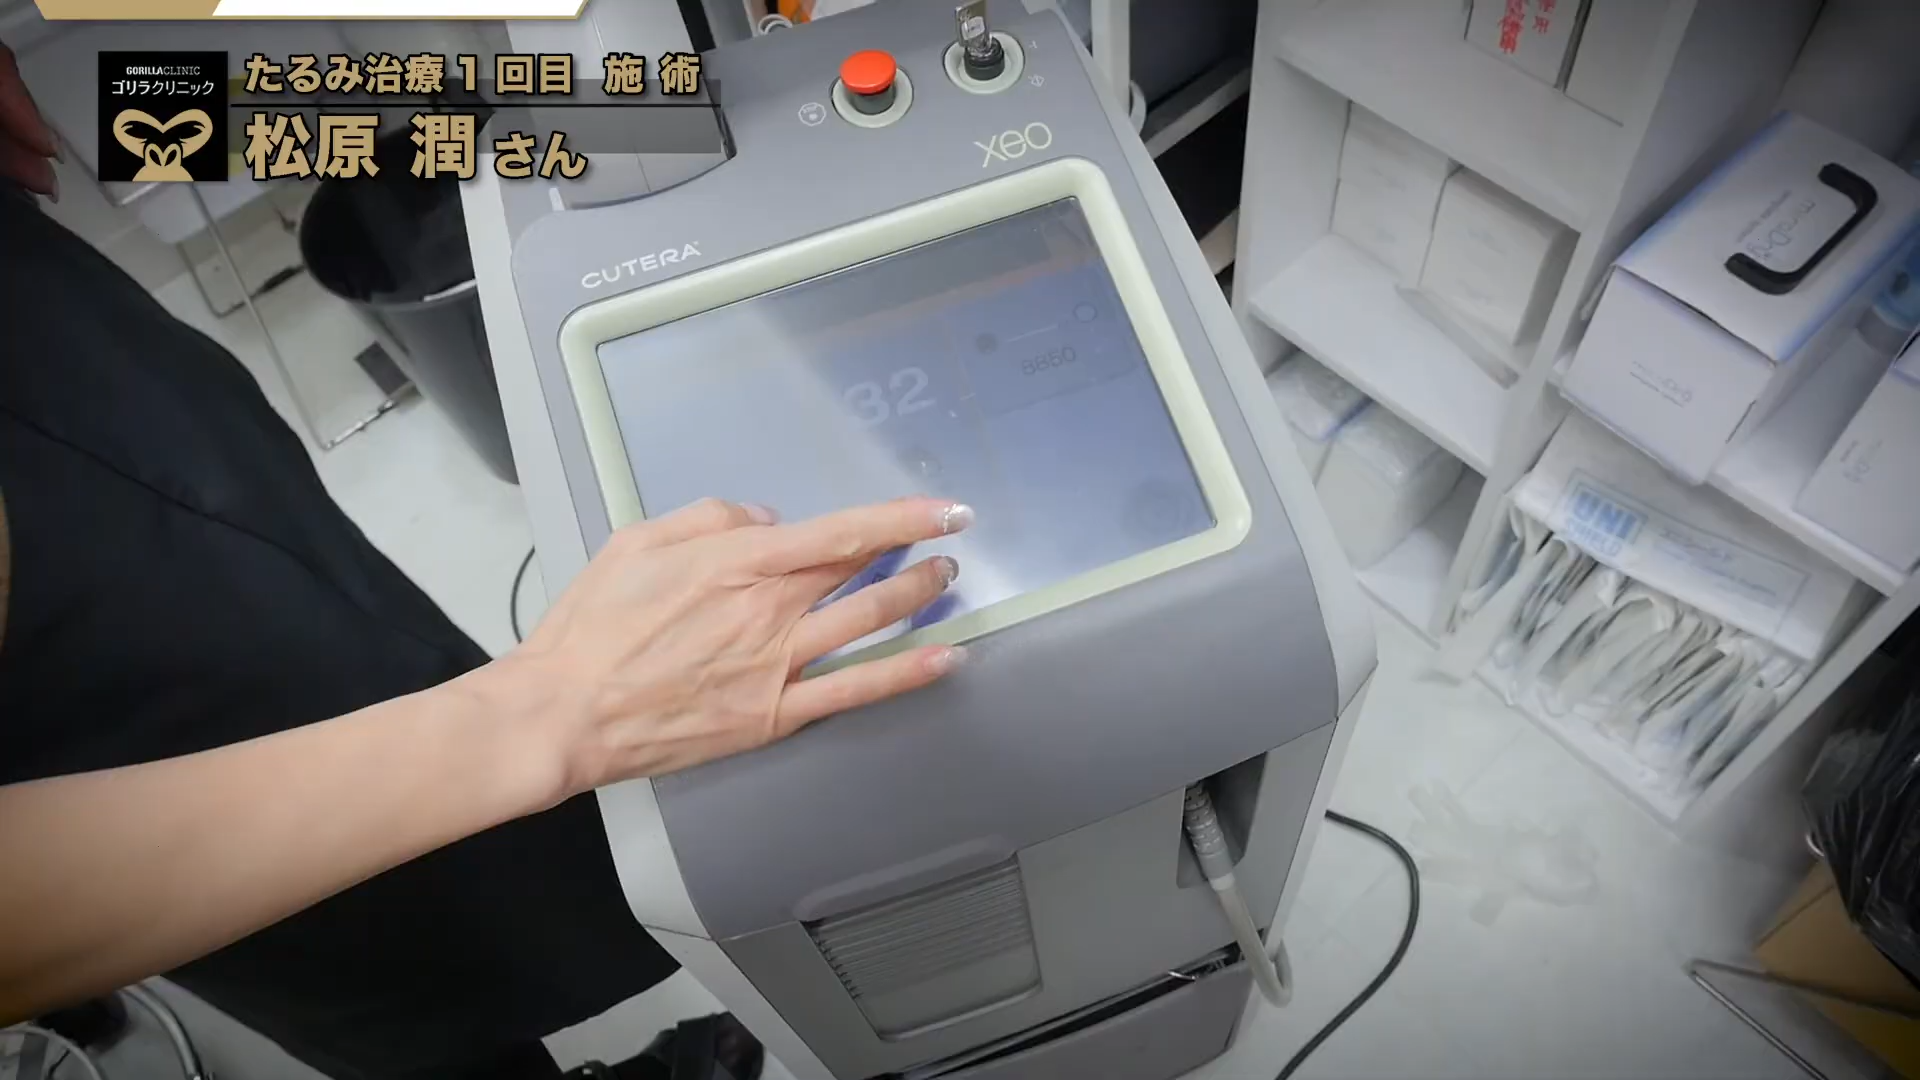 GORILLACLINIC
ゴリラクリニック
たるみ治療1回目 施術
松原 潤さん
xeo
CUTERA
32
8850
UNI
SHIELD